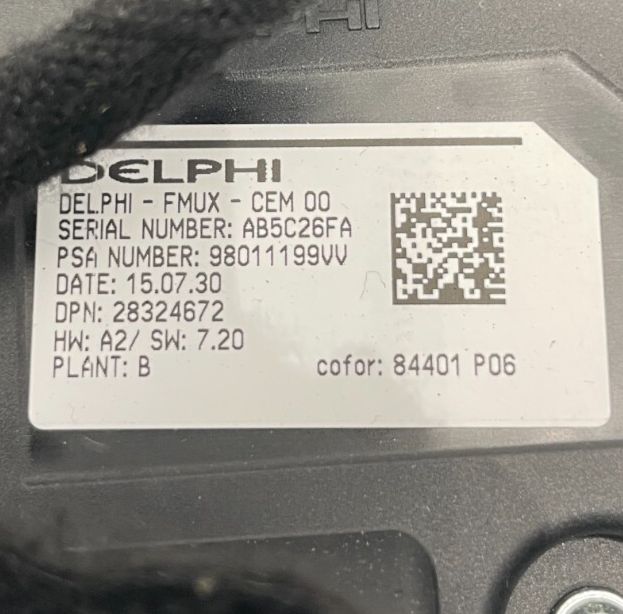 DELPHI
DELPHI
DELPHI - FMUX - CEM 00
SERIAL NUMBER: AB5C26FA
PSA NUMBER: 98011199VV
DATE: 15.07.30
DPN: 28324672
HW: A2/ SW: 7.20
PLANT: B
cofor: 84401 P06